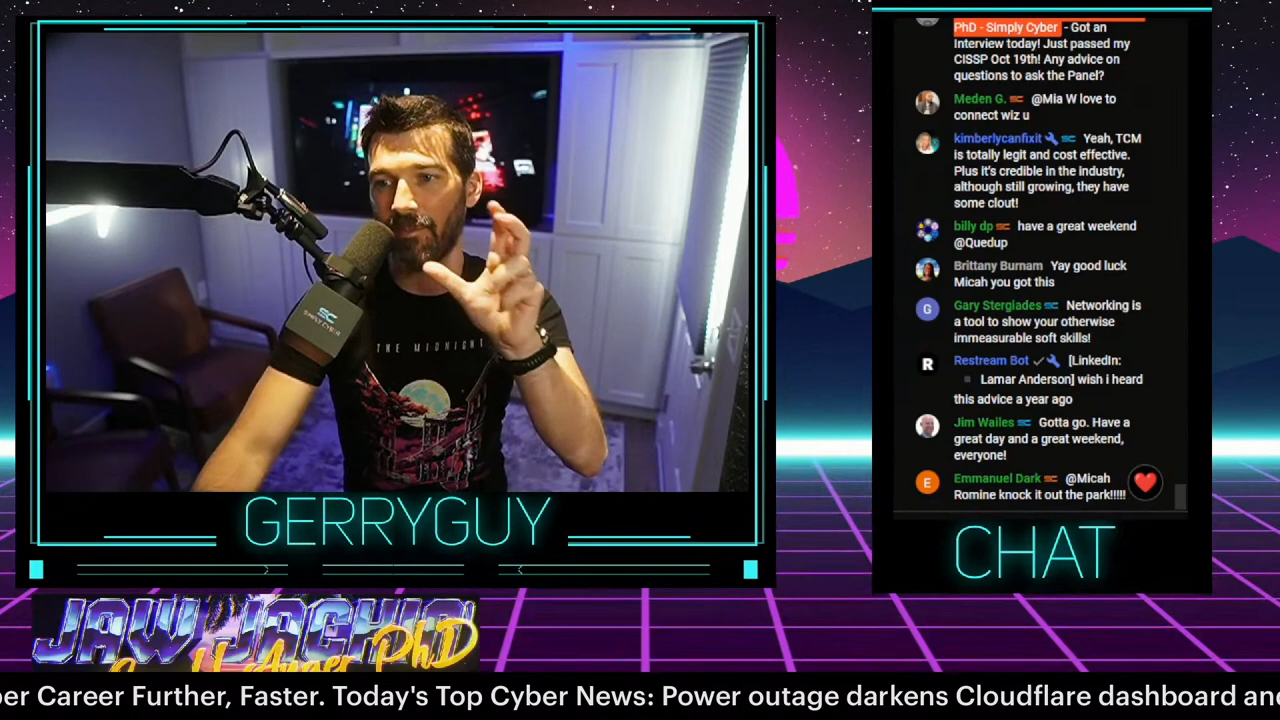 PhD - Simply Cyber - Got an
Interview today! Just passed my
CISSP Oct 19th! Any advice on
questions to ask the Panel?
Meden G. @Mia W love to
connect wiz u
kimberlycanfixit Yeah, TCM
is totally legit and cost effective.
Plus it's credible in the industry,
although still growing, they have
some clout!
billy dp have a great weekend
@Quedup
Brittany Burnam Yay good luck
Micah you got this
G
Gary Stergiades Networking is
a tool to show your otherwise
immeasurable soft skills!
R
Restream Bot [LinkedIn:
Lamar Anderson] wish i heard
this advice a year ago
Jim Wailes Gotta go. Have a
great day and a great weekend,
everyone!
E
Emmanuel Dark @Micah
Romine knock it out the park!!!!!
CHAT
SC
SIMPLY CYBER
THE MIDNIGHT
GERRYGUY
JAW JACKIN'
PhD
per Career Further, Faster. Today's Top Cyber News: Power outage darkens Cloudflare dashboard and